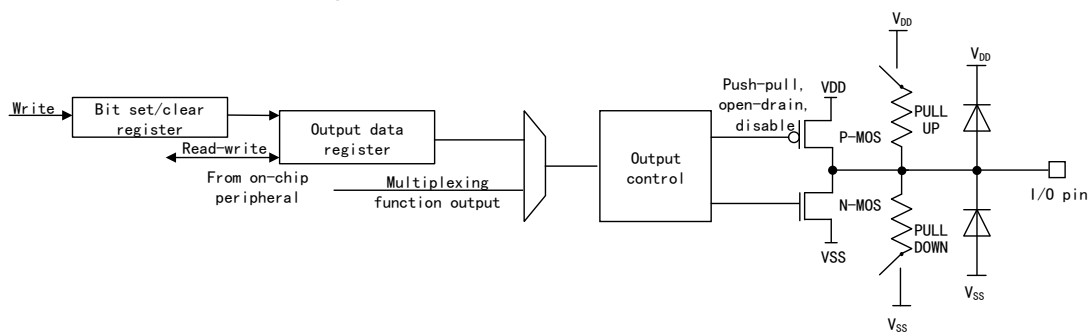 Write
Bit set/clear
register
Read-write
From on-chip
peripheral
Output data
register
Multiplexing
function output
Output
control
Push-pull,
open-drain,
disable
VDD
P-MOS
N-MOS
VSS
VDD
PULL
UP
PULL
DOWN
VSS
VDD
VSS
I/O pin